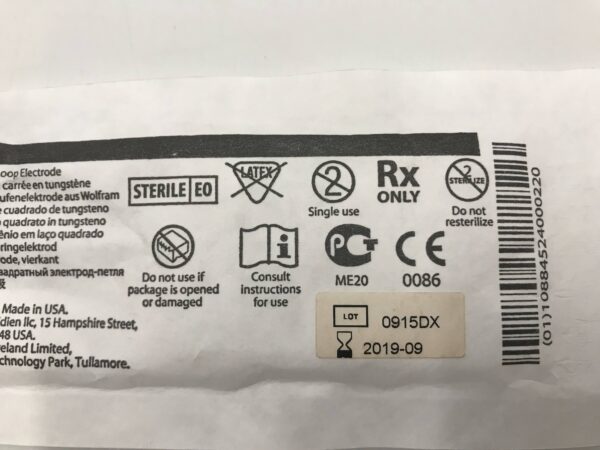 oop Electrode
carrée en tungstène
ufenelektrode aus Wolfram
e cuadrado de tungsteno
o quadrato in tungsteno
ênio em laço quadrado
ringelektrod
rode, vierkant
вадратный электрод-петля
Made in USA.
dien llc, 15 Hampshire Street,
48 USA.
eland Limited,
chnology Park, Tullamore.
STERILE EO
LATEX
2
Single use
Rx
ONLY
2
STERILIZE
Do not
resterilize
Do not use if
package is opened
or damaged
i
Consult
instructions
for use
РСТ
ME20
CE
0086
LOT 0915DX
2019-09
(01)10884524000220